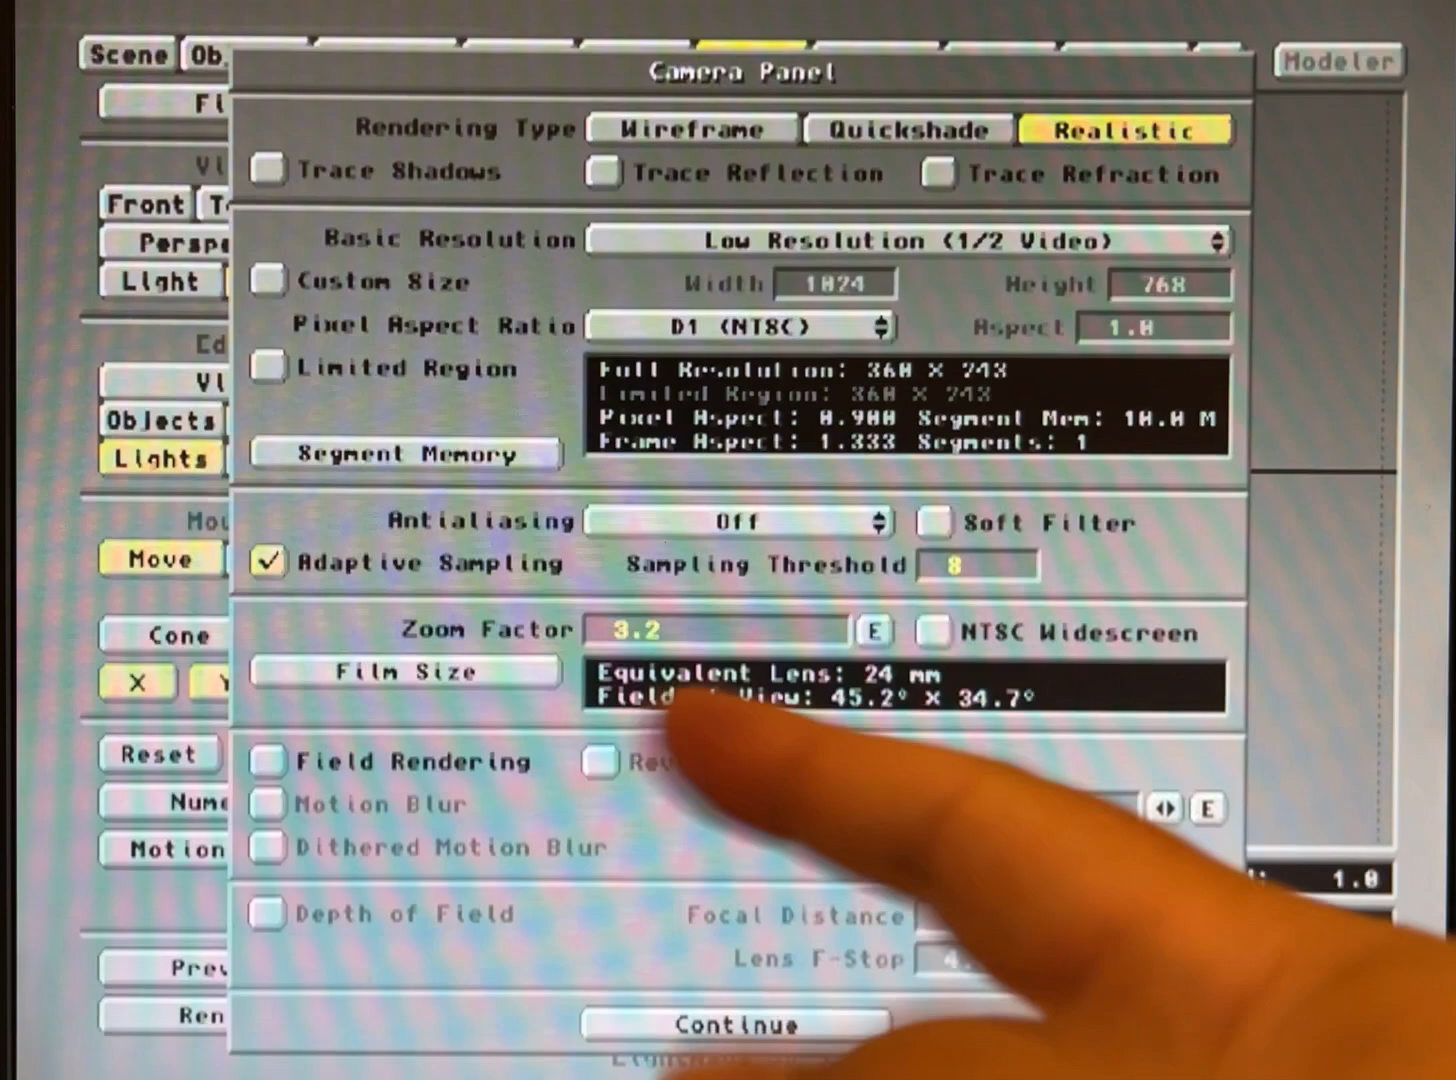 Scene
Modeler
Camera Panel
Rendering Type Wireframe Quickshade Realistic
Trace Shadows Trace Reflection Trace Refraction
Front
Basic Resolution Low Resolution (1/2 Video)
Light
Custom Size Width 1024 Height 768
Pixel Aspect Ratio D1 (NTSC) Aspect 1.0
Limited Region
Full Resolution: 360 X 243
Limited Region: 360 X 243
Objects
Pixel Aspect: 0.900 Segment Mem: 10.0 M
Frame Aspect: 1.333 Segments: 1
Lights
Segment Memory
Antialiasing Off Soft Filter
Move
Adaptive Sampling Sampling Threshold 8
Cone
Zoom Factor 3.2 E NTSC Widescreen
X Y
Film Size
Equivalent Lens: 24 mm
Field View: 45.2° X 34.7°
Reset
Field Rendering
Motion Blur E
Motion
Dithered Motion Blur
1.0
Depth of Field Focal Distance
Lens F-Stop
Continue